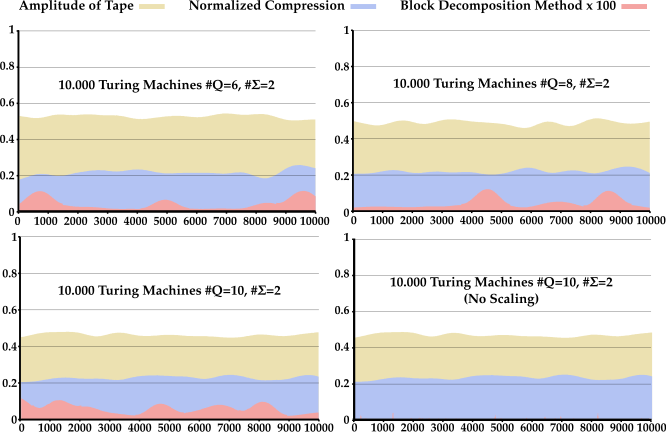 Amplitude of Tape Normalized Compression Block Decomposition Method x 100
1
0.8
0.6
0.4
0.2
0
10.000 Turing Machines #Q=6, #Σ=2
0 1000 2000 3000 4000 5000 6000 7000 8000 9000 10000
1
0.8
0.6
0.4
0.2
0
10.000 Turing Machines #Q=8, #Σ=2
0 1000 2000 3000 4000 5000 6000 7000 8000 9000 10000
1
0.8
0.6
0.4
0.2
0
10.000 Turing Machines #Q=10, #Σ=2
0 1000 2000 3000 4000 5000 6000 7000 8000 9000 10000
1
0.8
0.6
0.4
0.2
0
10.000 Turing Machines #Q=10, #Σ=2
(No Scaling)
0 1000 2000 3000 4000 5000 6000 7000 8000 9000 10000